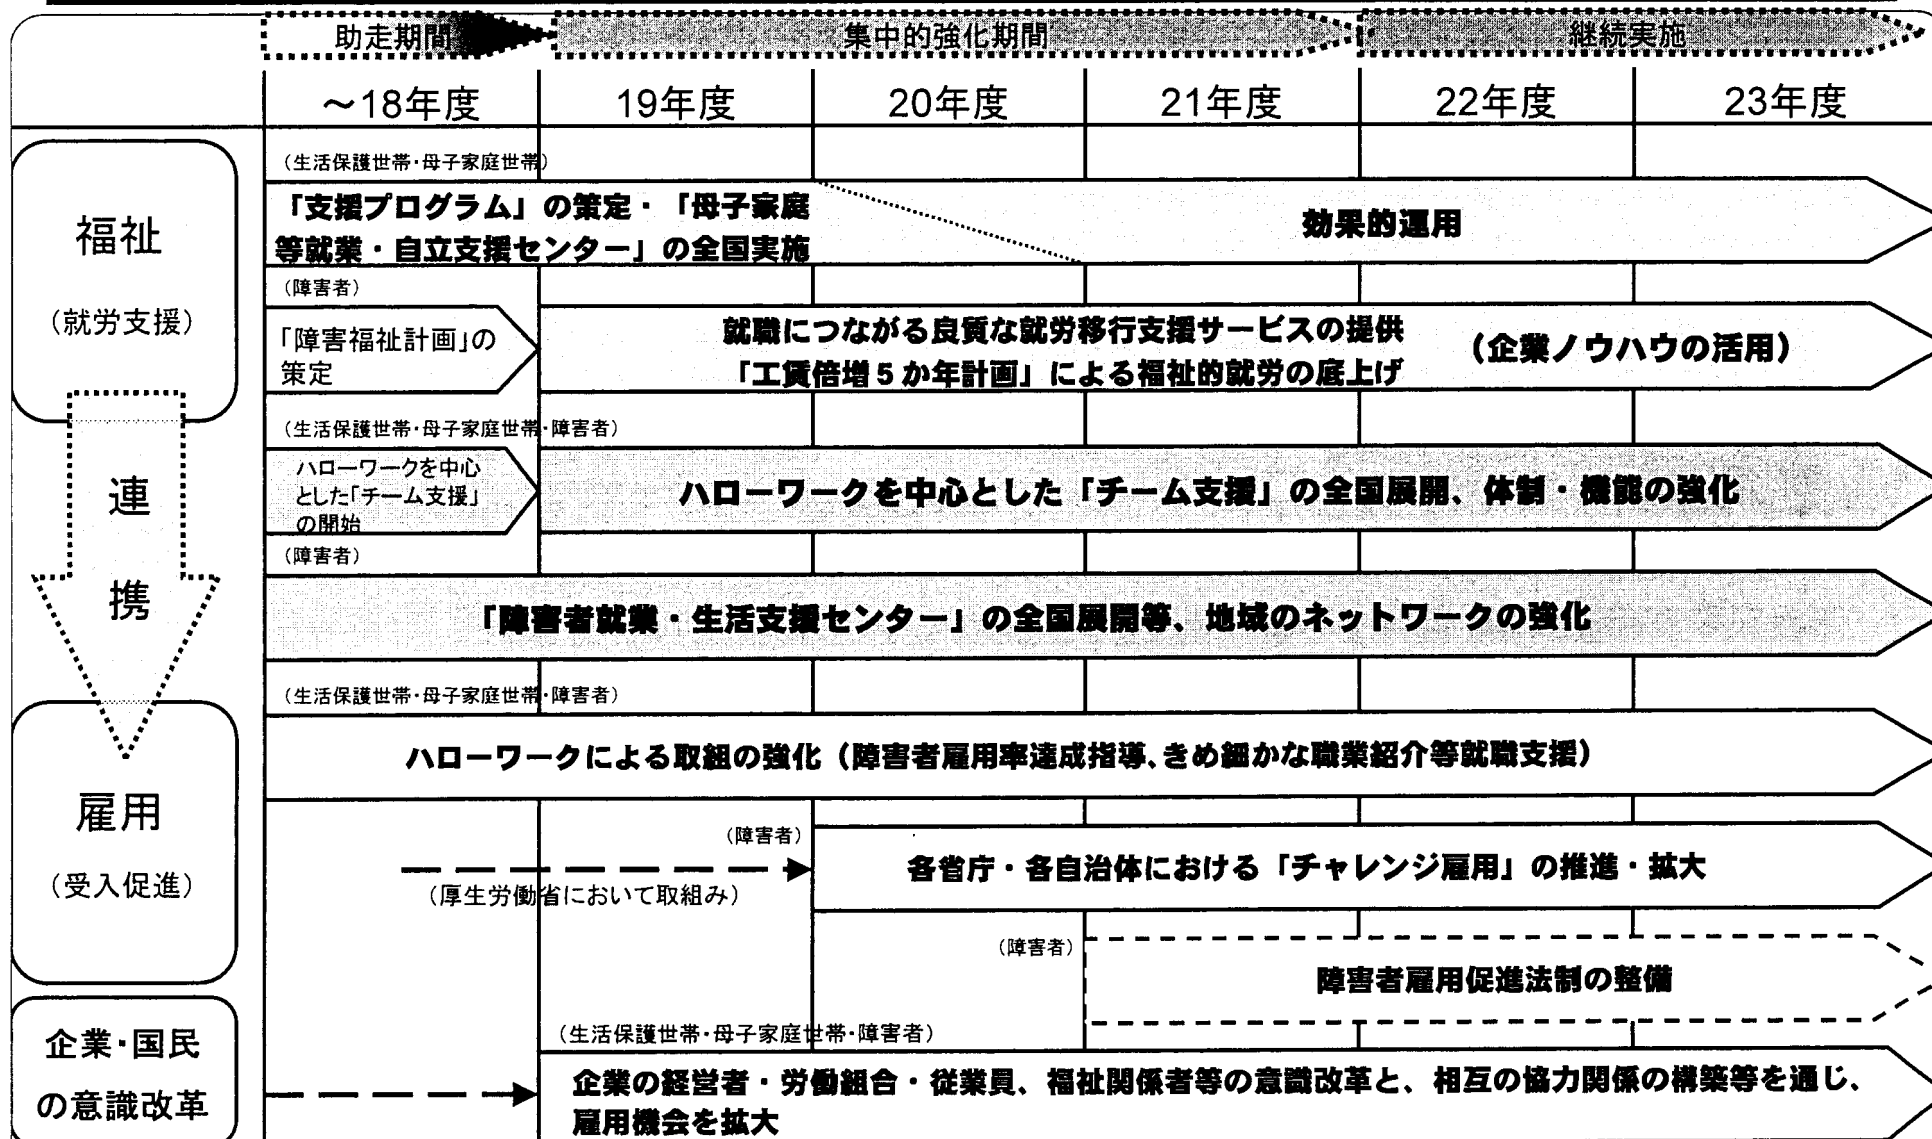 助走期間
集中的強化期間
継続実施
～18年度
19年度
20年度
21年度
22年度
23年度
福祉
（就労支援）
（生活保護世帯・母子家庭世帯）
「支援プログラム」の策定・「母子家庭
等就業・自立支援センター」の全国実施
効果的運用
（障害者）
「障害福祉計画」の
策定
就職につながる良質な就労移行支援サービスの提供
「工賃倍増５か年計画」による福祉的就労の底上げ
（企業ノウハウの活用）
連
携
（生活保護世帯・母子家庭世帯・障害者）
ハローワークを中心
とした「チーム支援」
の開始
ハローワークを中心とした「チーム支援」の全国展開、体制・機能の強化
（障害者）
「障害者就業・生活支援センター」の全国展開等、地域のネットワークの強化
雇用
（受入促進）
（生活保護世帯・母子家庭世帯・障害者）
ハローワークによる取組の強化（障害者雇用率達成指導、きめ細かな職業紹介等就職支援）
（障害者）
（厚生労働省において取組み）
各省庁・各自治体における「チャレンジ雇用」の推進・拡大
（障害者）
障害者雇用促進法制の整備
企業・国民
の意識改革
（生活保護世帯・母子家庭世帯・障害者）
企業の経営者・労働組合・従業員、福祉関係者等の意識改革と、相互の協力関係の構築等を通じ、
雇用機会を拡大